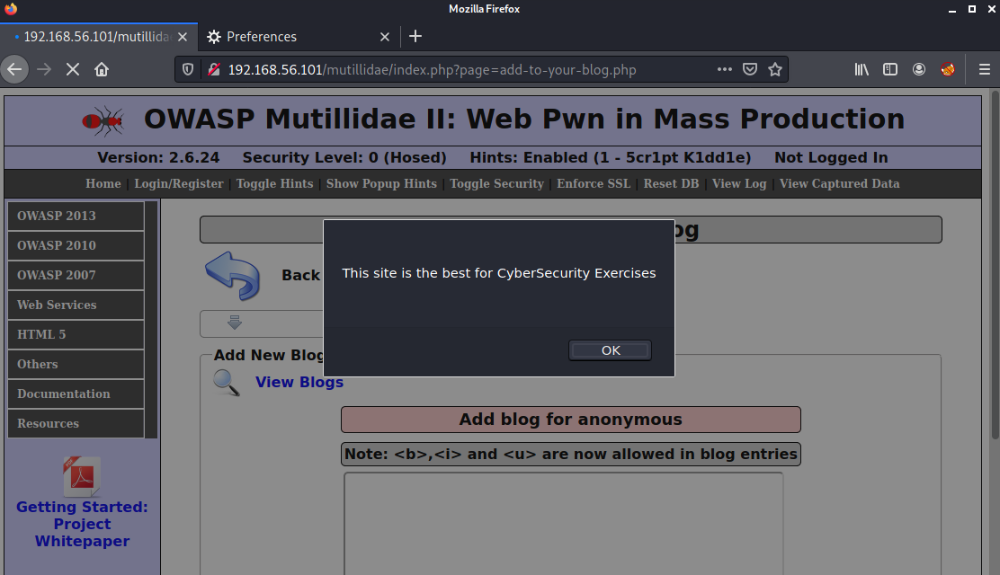 Mozilla Firefox
192.168.56.101/mutillidae
Preferences
192.168.56.101/mutillidae/index.php?page=add-to-your-blog.php
OWASP Mutillidae II: Web Pwn in Mass Production
Version: 2.6.24 Security Level: 0 (Hosed) Hints: Enabled (1 - 5cr1pt K1dd1e) Not Logged In
Home | Login/Register | Toggle Hints | Show Popup Hints | Toggle Security | Enforce SSL | Reset DB | View Log | View Captured Data
OWASP 2013
OWASP 2010
OWASP 2007
Web Services
HTML 5
Others
Documentation
Resources
PDF
Getting Started:
Project
Whitepaper
og
Back
This site is the best for CyberSecurity Exercises
OK
Add New Blog
View Blogs
Add blog for anonymous
Note: <b>,<i> and <u> are now allowed in blog entries